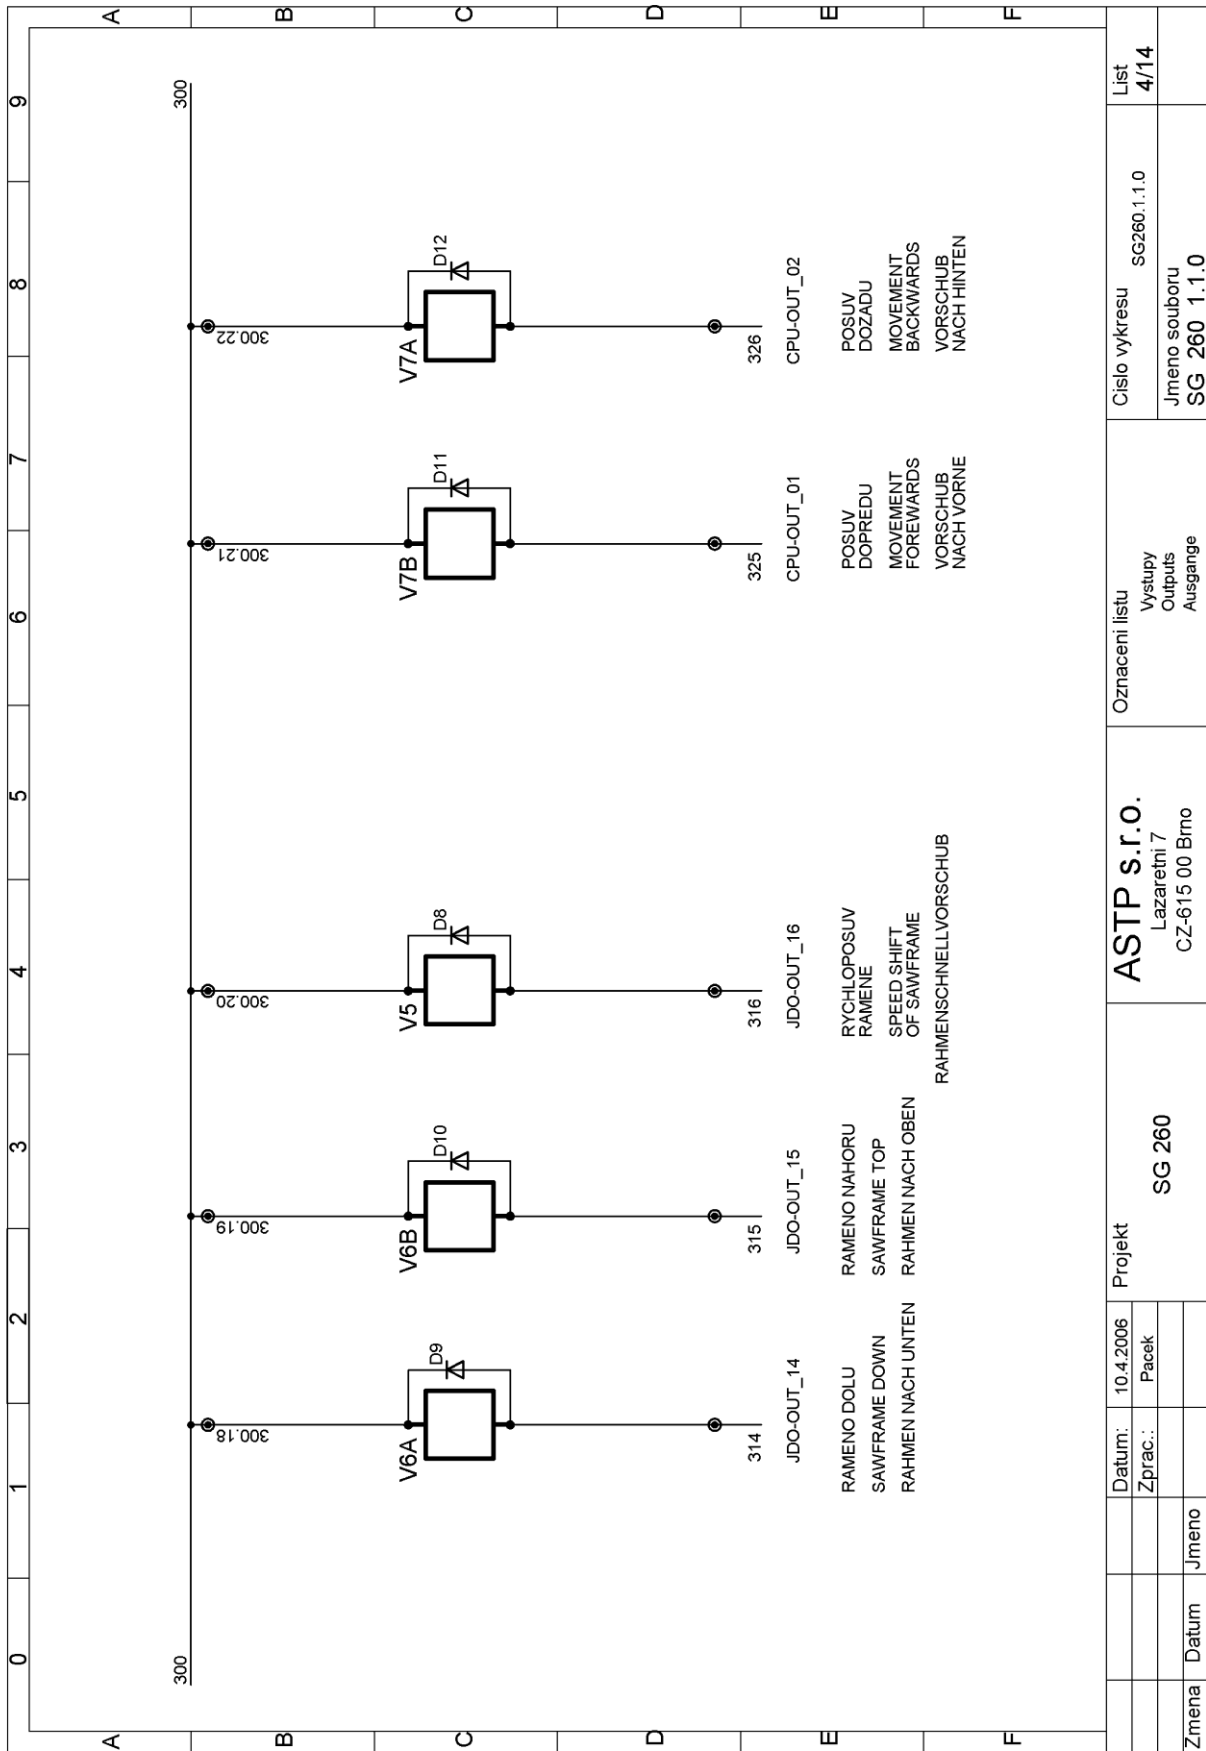 0 1 2 3 4 5 6 7 8 9
A
B
C
D
E
F
A
B
C
D
E
F
300
300
300.18
300.19
300.20
300.21
300.22
V6A
D9
V6B
D10
V5
D8
V7B
D11
V7A
D12
314
JDO-OUT_14
RAMENO DOLU
SAWFRAME DOWN
RAHMEN NACH UNTEN
315
JDO-OUT_15
RAMENO NAHORU
SAWFRAME TOP
RAHMEN NACH OBEN
316
JDO-OUT_16
RYCHLOPOSUV
RAMENE
SPEED SHIFT
OF SAWFRAME
RAHMENSCHNELLVORSCHUB
325
CPU-OUT_01
POSUV
DOPREDU
MOVEMENT
FOREWARDS
VORSCHUB
NACH VORNE
326
CPU-OUT_02
POSUV
DOZADU
MOVEMENT
BACKWARDS
VORSCHUB
NACH HINTEN
Zmena
Datum
Jmeno
Datum:
10.4.2006
Zprac.:
Pacek
Projekt
SG 260
ASTP s.r.o.
Lazaretni 7
CZ-615 00 Brno
Oznaceni listu
Vystupy
Outputs
Ausgange
Cislo vykresu
SG260.1.1.0
Jmeno souboru
SG 260 1.1.0
List
4/14